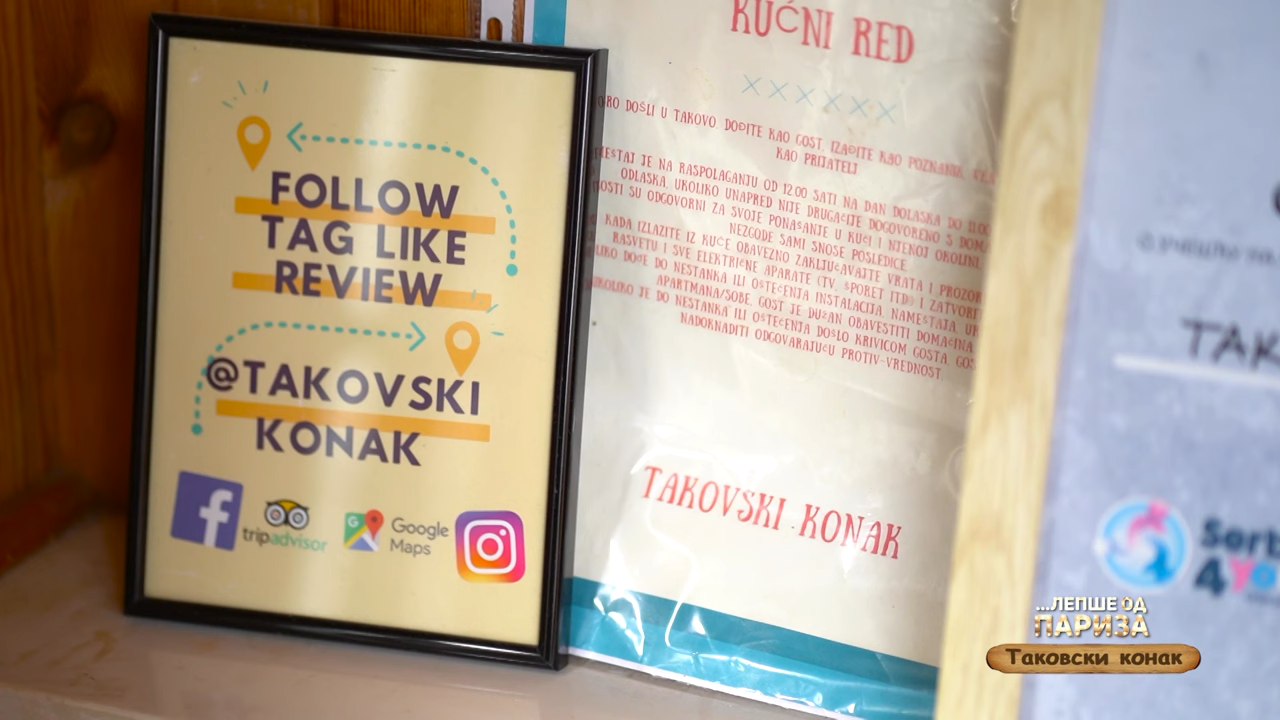 FOLLOW
TAG LIKE
REVIEW
@TAKOVSKI
KONAK
f
tripadvisor
Google
Maps
KUĆNI RED
XXXXXX
DOŠLI U TAKOVO. DOĐITE KAO GOST, IZAĐITE KAO POZNANIK,
KAO PRIJATELJ
JE NA RASPOLAGANJU OD 12.00 SATI NA DAN DOLASKA DO
ODLASKA, UKOLIKO UNAPRED NIJE DRUGAČIJE DOGOVORENO S
SU ODGOVORNI ZA SVOJE PONAŠANJE U KUĆI I NJENOJ OKOLINI,
NEZGODE SAMI SNOSE POSLEDICE.
KADA IZLAZITE IZ KUĆE OBAVEZNO ZAKLJUČAVAJTE VRATA I
RASVETU I SVE ELEKTRIČNE APARATE (TV, ŠPORET ITD) I
DOĐE DO NESTANKA ILI OŠTEĆENJA INSTALACIJA, NAMEŠTAJA,
APARTMANA/SOBE, GOST JE DUŽAN OBAVESTITI DOMAĆINA.
UKOLIKO JE DO NESTANKA ILI OŠTEĆENJA DOŠLO KRIVICOM GOSTA,
NADOKNADITI ODGOVARAJUĆU PROTIV-VREDNOST.
TAKOVSKI KONAK
TAK
4
...ЛЕПШЕ ОД
ПАРИЗА
Таковски конак